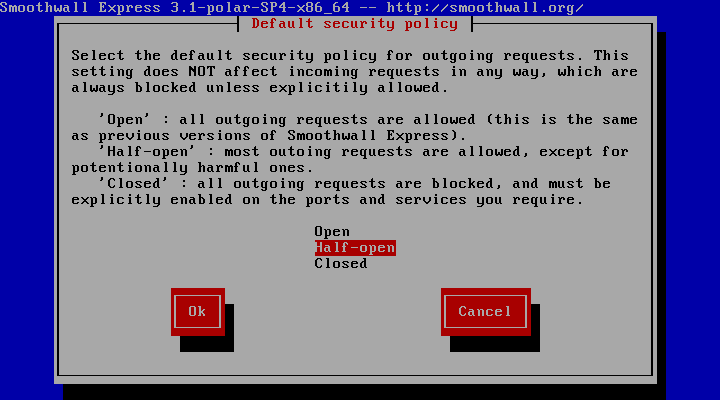 Smoothwall Express 3.1-polar-SP4-x86_64 -- http://smoothwall.org/
Default security policy
Select the default security policy for outgoing requests. This
setting does NOT affect incoming requests in any way, which are
always blocked unless explicitily allowed.
'Open' : all outgoing requests are allowed (this is the same
as previous versions of Smoothwall Express).
'Half-open' : most outoing requests are allowed, except for
potentionally harmful ones.
'Closed' : all outgoing requests are blocked, and must be
explicitly enabled on the ports and services you require.
Open
Half-open
Closed
Ok Cancel